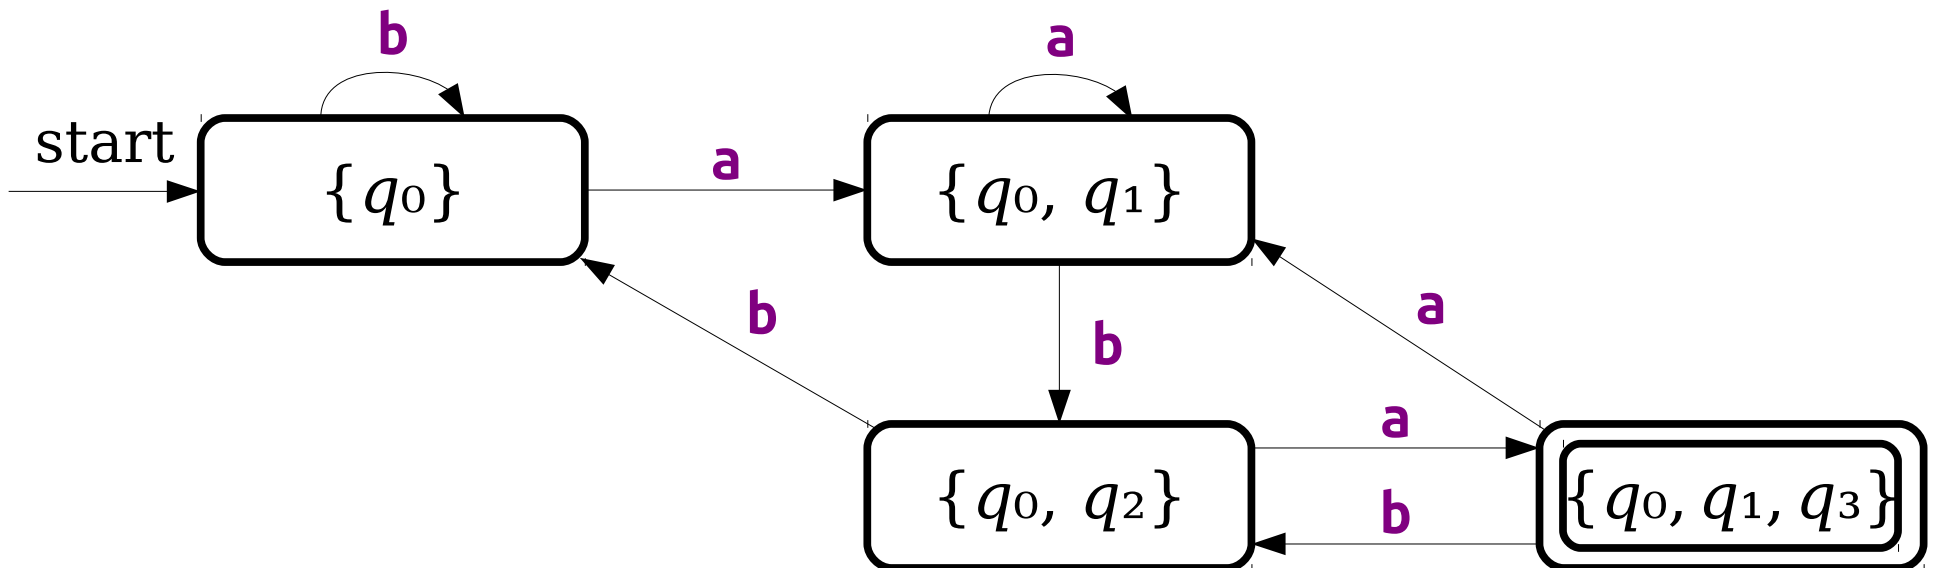 b
a
start
{q₀}
a
{q₀, q₁}
b
b
a
{q₀, q₂}
a
b
{q₀, q₁, q₃}